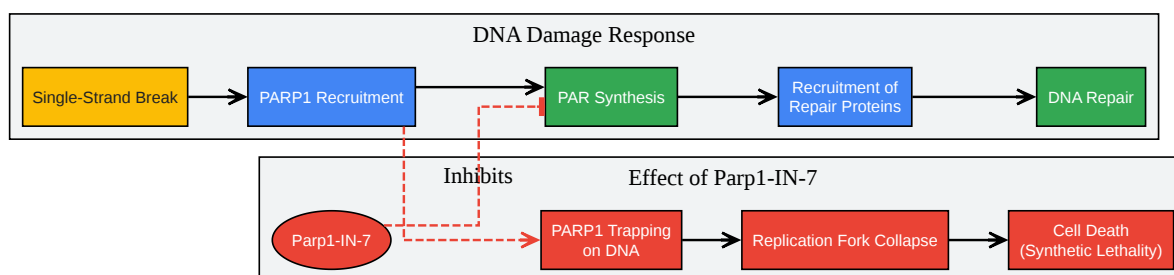 DNA Damage Response
Single-Strand Break
PARP1 Recruitment
PAR Synthesis
Recruitment of
Repair Proteins
DNA Repair
Inhibits
Effect of Parp1-IN-7
Parp1-IN-7
PARP1 Trapping
on DNA
Replication Fork Collapse
Cell Death
(Synthetic Lethality)